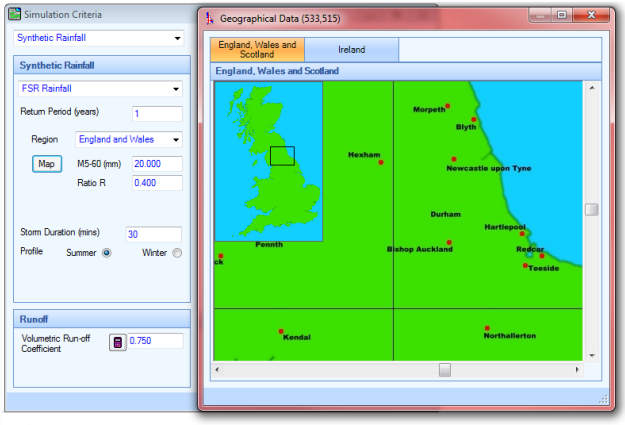 Simulation Criteria
Synthetic Rainfall
Synthetic Rainfall
FSR Rainfall
Return Period (years) 1
Region England and Wales
Map M5-60 (mm) 20.000
Ratio R 0.400
Storm Duration (mins) 30
Profile Summer Winter
Runoff
Volumetric Run-off
Coefficient 0.750
Geographical Data (533,515)
England, Wales and
Scotland
Ireland
England, Wales and Scotland
Morpeth
Blyth
Hexham
Newcastle upon Tyne
Durham
Hartlepool
Pennth
Bishop Auckland
Redcar
ck
Teeside
Kendal
Northallerton